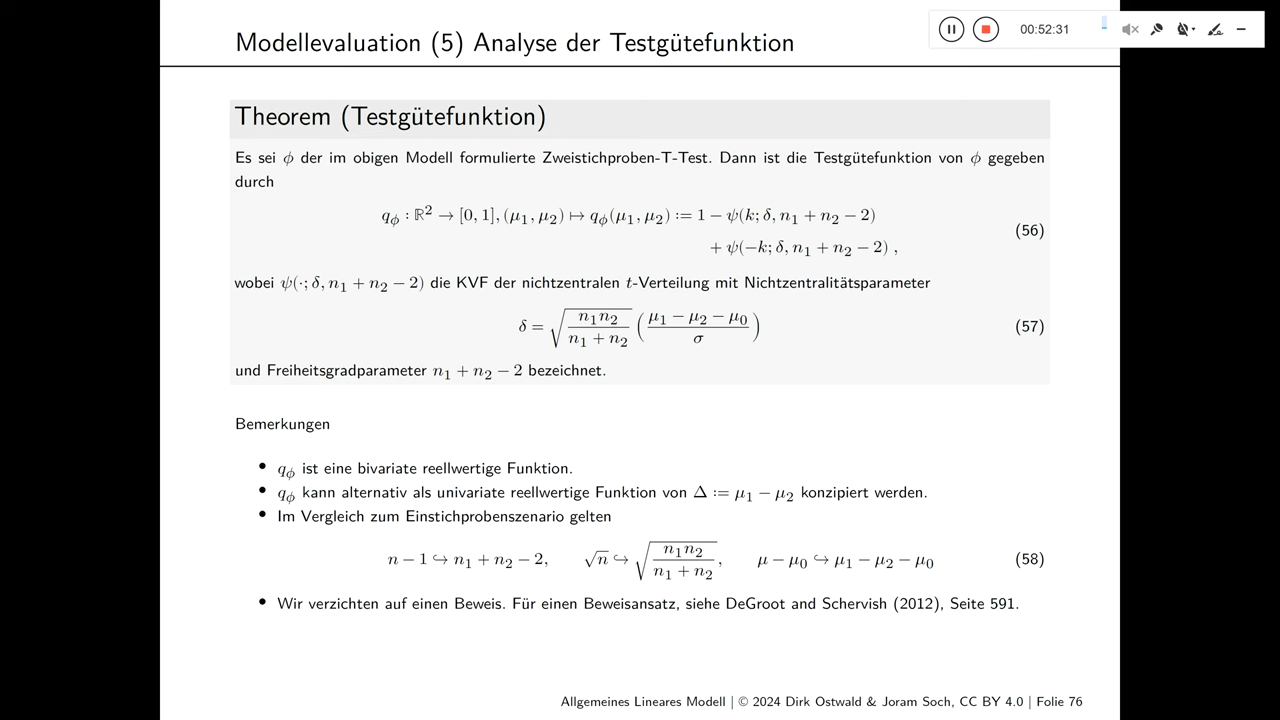 Modellevaluation (5) Analyse der Testgütefunktion
00:52:31
Theorem (Testgütefunktion)
Es sei ϕ der im obigen Modell formulierte Zweistichproben-T-Test. Dann ist die Testgütefunktion von ϕ gegeben
durch
q_ϕ : ℝ² → [0, 1], (μ₁, μ₂) ↦ q_ϕ(μ₁, μ₂) := 1 − ψ(k; δ, n₁ + n₂ − 2)
+ ψ(−k; δ, n₁ + n₂ − 2) , (56)
wobei ψ(·; δ, n₁ + n₂ − 2) die KVF der nichtzentralen t-Verteilung mit Nichtzentralitätsparameter
δ = √(n₁n₂ / (n₁ + n₂)) ((μ₁ − μ₂ − μ₀) / σ) (57)
und Freiheitsgradparameter n₁ + n₂ − 2 bezeichnet.
Bemerkungen
• q_ϕ ist eine bivariate reellwertige Funktion.
• q_ϕ kann alternativ als univariate reellwertige Funktion von Δ := μ₁ − μ₂ konzipiert werden.
• Im Vergleich zum Einstichprobenszenario gelten
n − 1 ↪ n₁ + n₂ − 2, √n ↪ √(n₁n₂ / (n₁ + n₂)), μ − μ₀ ↪ μ₁ − μ₂ − μ₀ (58)
• Wir verzichten auf einen Beweis. Für einen Beweisansatz, siehe DeGroot and Schervish (2012), Seite 591.
Allgemeines Lineares Modell | © 2024 Dirk Ostwald & Joram Soch, CC BY 4.0 | Folie 76